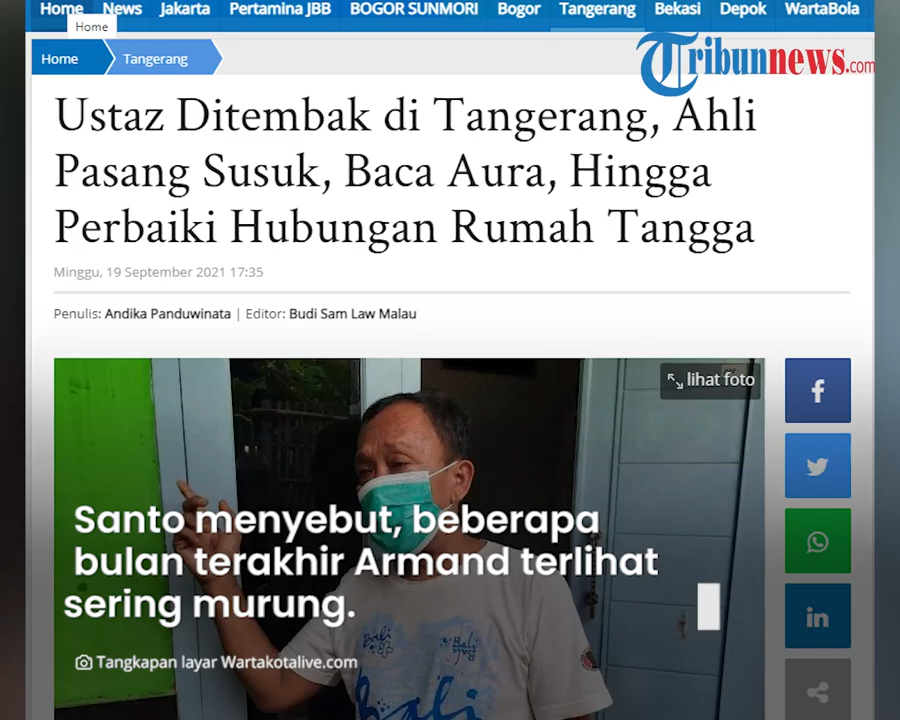 Home News Jakarta Pertamina JBB BOGOR SUNMORI Bogor Tangerang Bekasi Depok WartaBola
Home
Home Tangerang
Tribunnews.com
Ustaz Ditembak di Tangerang, Ahli
Pasang Susuk, Baca Aura, Hingga
Perbaiki Hubungan Rumah Tangga
Minggu, 19 September 2021 17:35
Penulis: Andika Panduwinata | Editor: Budi Sam Law Malau
lihat foto
Santo menyebut, beberapa
bulan terakhir Armand terlihat
sering murung.
Tangkapan layar Wartakotalive.com
Bali
Bali
Bali